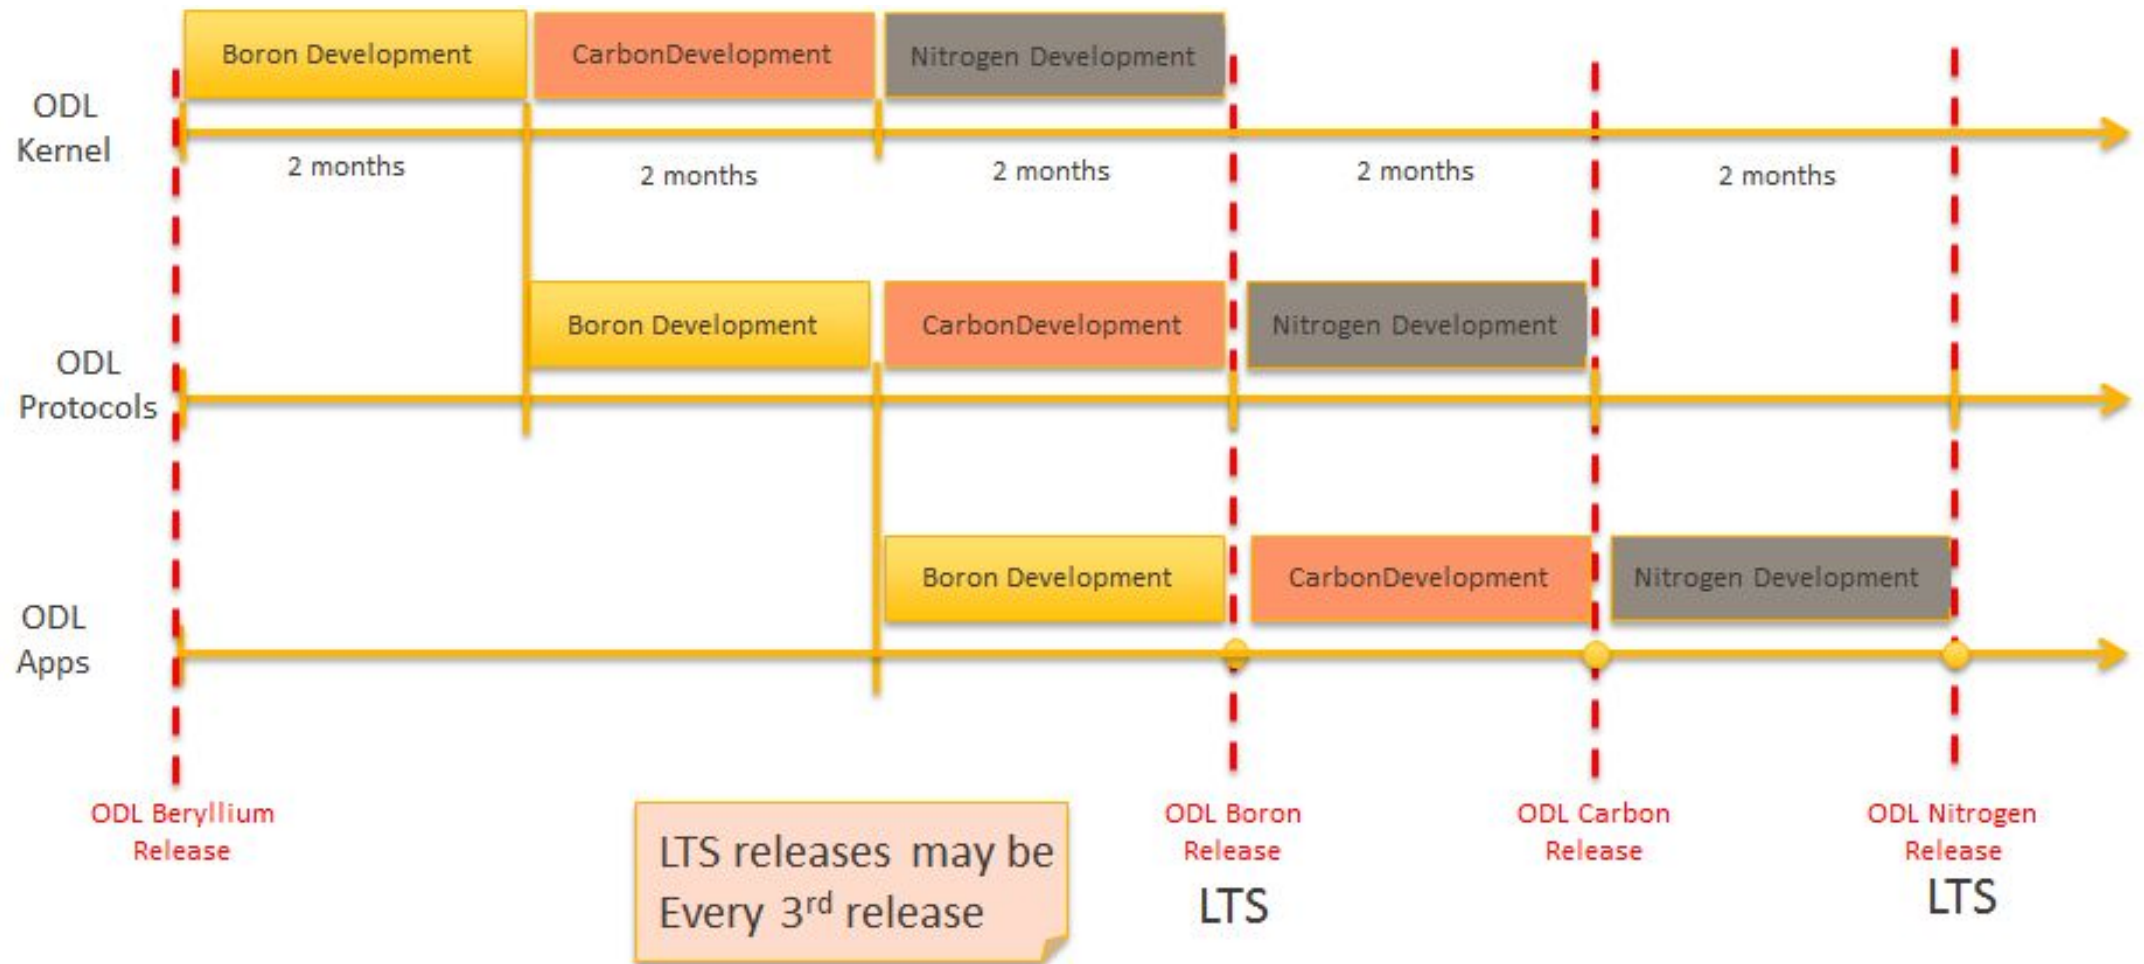 Boron Development
CarbonDevelopment
Nitrogen Development
ODL
Kernel
2 months
2 months
2 months
2 months
2 months
Boron Development
CarbonDevelopment
Nitrogen Development
ODL
Protocols
Boron Development
CarbonDevelopment
Nitrogen Development
ODL
Apps
ODL Beryllium
Release
LTS releases may be
Every 3rd release
ODL Boron
Release
LTS
ODL Carbon
Release
ODL Nitrogen
Release
LTS